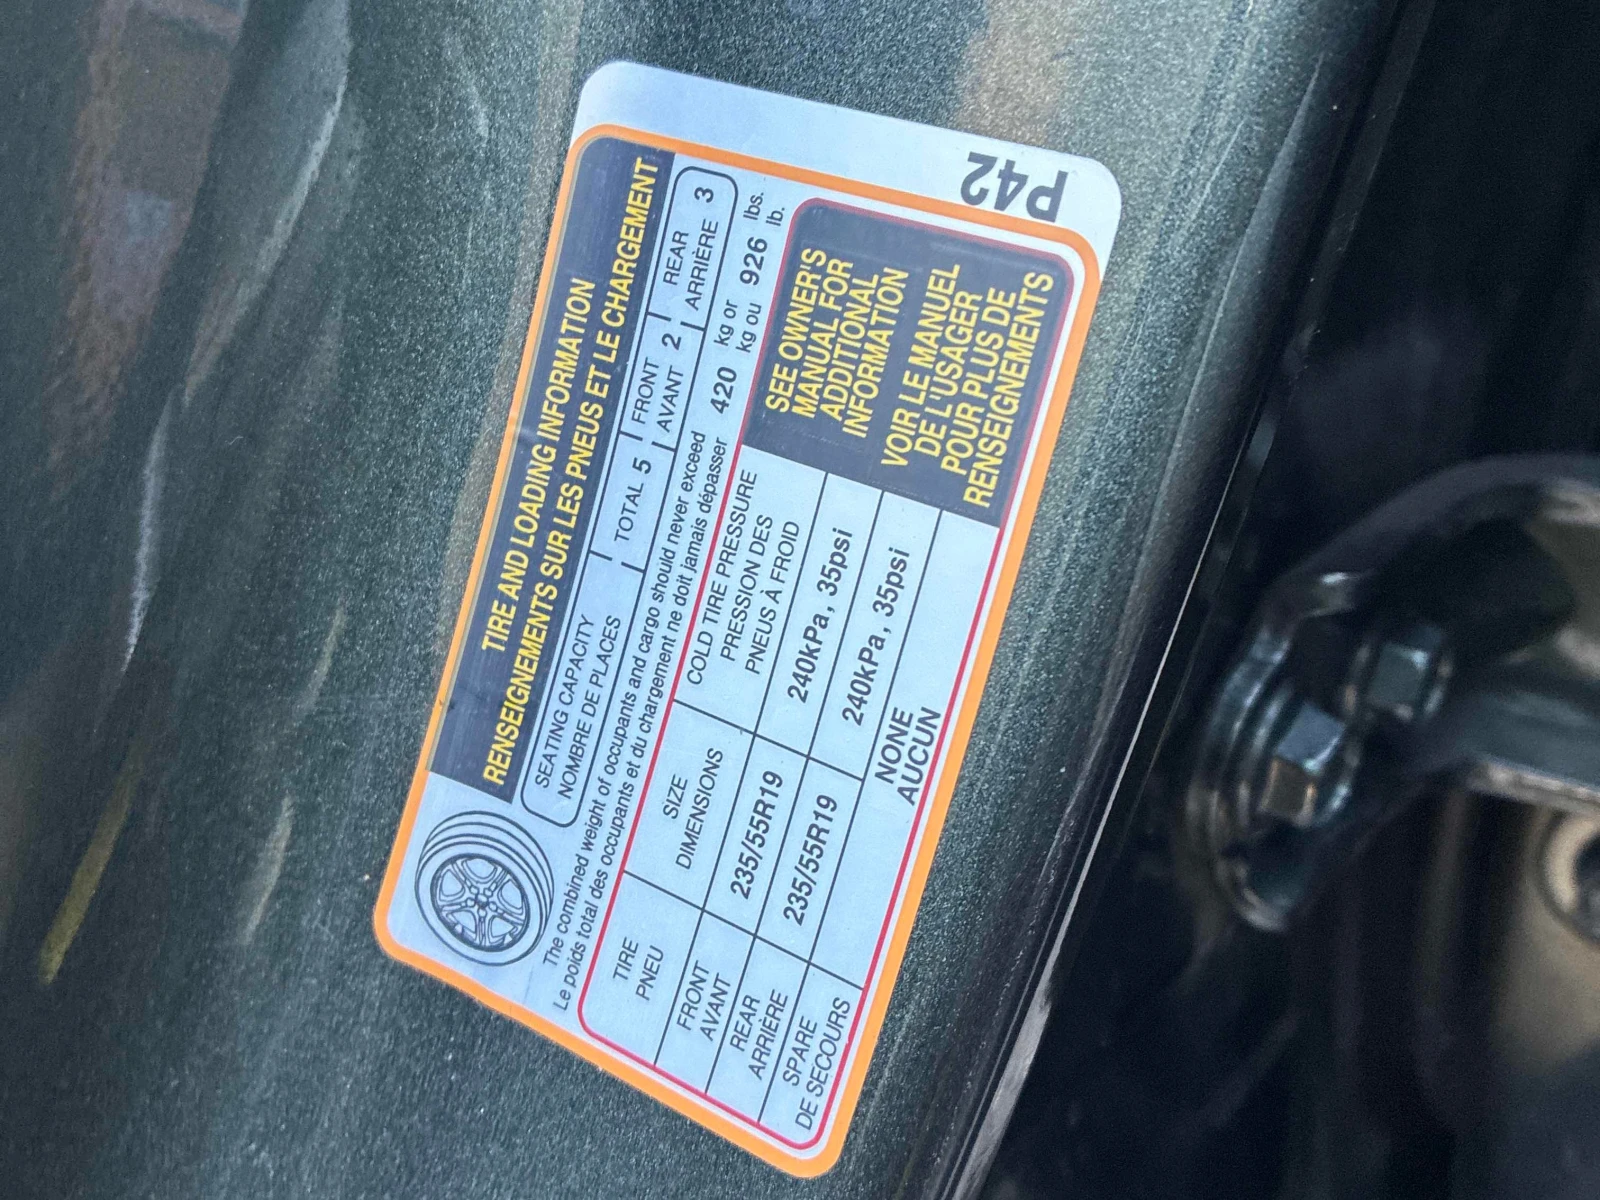 P42
TIRE AND LOADING INFORMATION
RENSEIGNEMENTS SUR LES PNEUS ET LE CHARGEMENT
SEATING CAPACITY
NOMBRE DE PLACES
TOTAL 5
FRONT
AVANT 2
REAR
ARRIÈRE 3
The combined weight of occupants and cargo should never exceed 420 kg or 926 lbs.
Le poids total des occupants et du chargement ne doit jamais dépasser kg ou lb.
TIRE
PNEU
SIZE
DIMENSIONS
COLD TIRE PRESSURE
PRESSION DES
PNEUS À FROID
FRONT
AVANT
235/55R19
240kPa, 35psi
REAR
ARRIÈRE
235/55R19
240kPa, 35psi
SPARE
DE SECOURS
NONE
AUCUN
SEE OWNER'S
MANUAL FOR
ADDITIONAL
INFORMATION
VOIR LE MANUEL
DE L'USAGER
POUR PLUS DE
RENSEIGNEMENTS